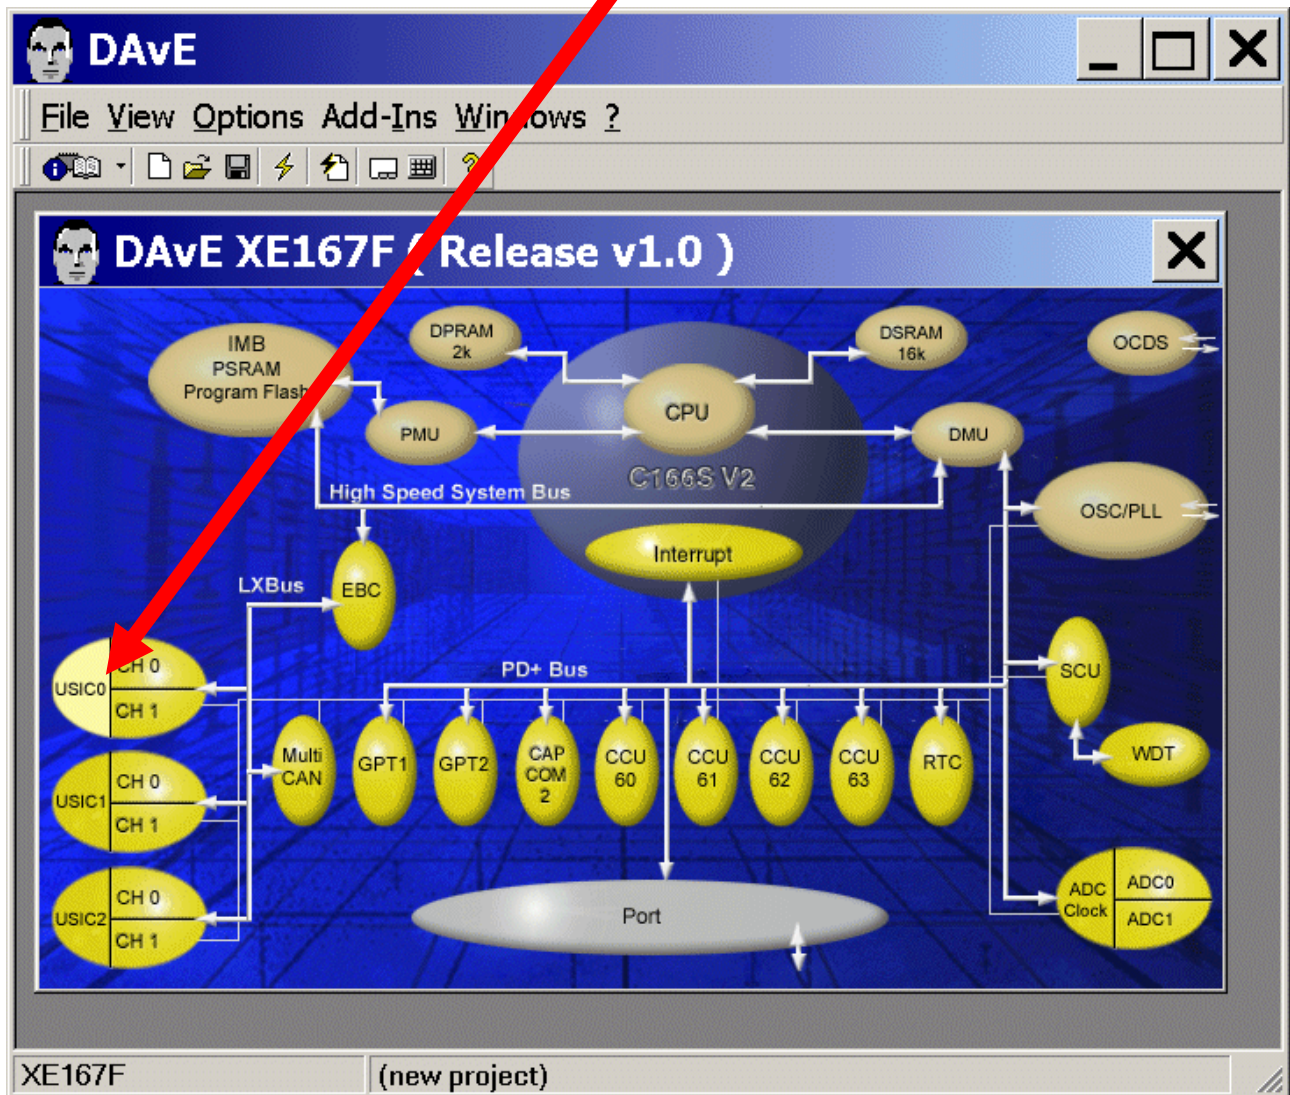 DAvE
File View Options Add-Ins Windows ?
DAvE XE167F ( Release v1.0 )
IMB
PSRAM
Program Flash
DPRAM
2k
DSRAM
16k
OCDS
CPU
PMU
DMU
C166S V2
High Speed System Bus
OSC/PLL
Interrupt
LXBus
EBC
PD+ Bus
SCU
USIC0
CH 0
CH 1
USIC1
CH 0
CH 1
USIC2
CH 0
CH 1
Multi
CAN
GPT1
GPT2
CAP
COM
2
CCU
60
CCU
61
CCU
62
CCU
63
RTC
WDT
Port
ADC
Clock
ADC0
ADC1
XE167F
(new project)